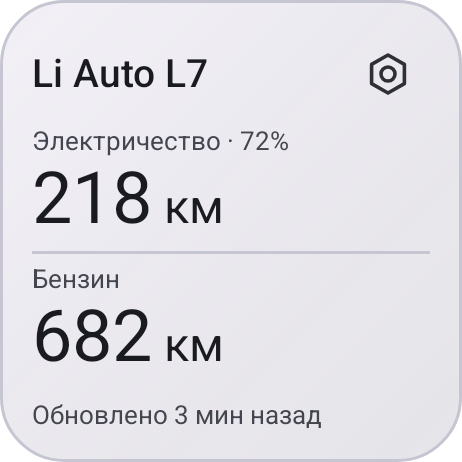 Li Auto L7
Электричество · 72%
218 км
Бензин
682 км
Обновлено 3 мин назад